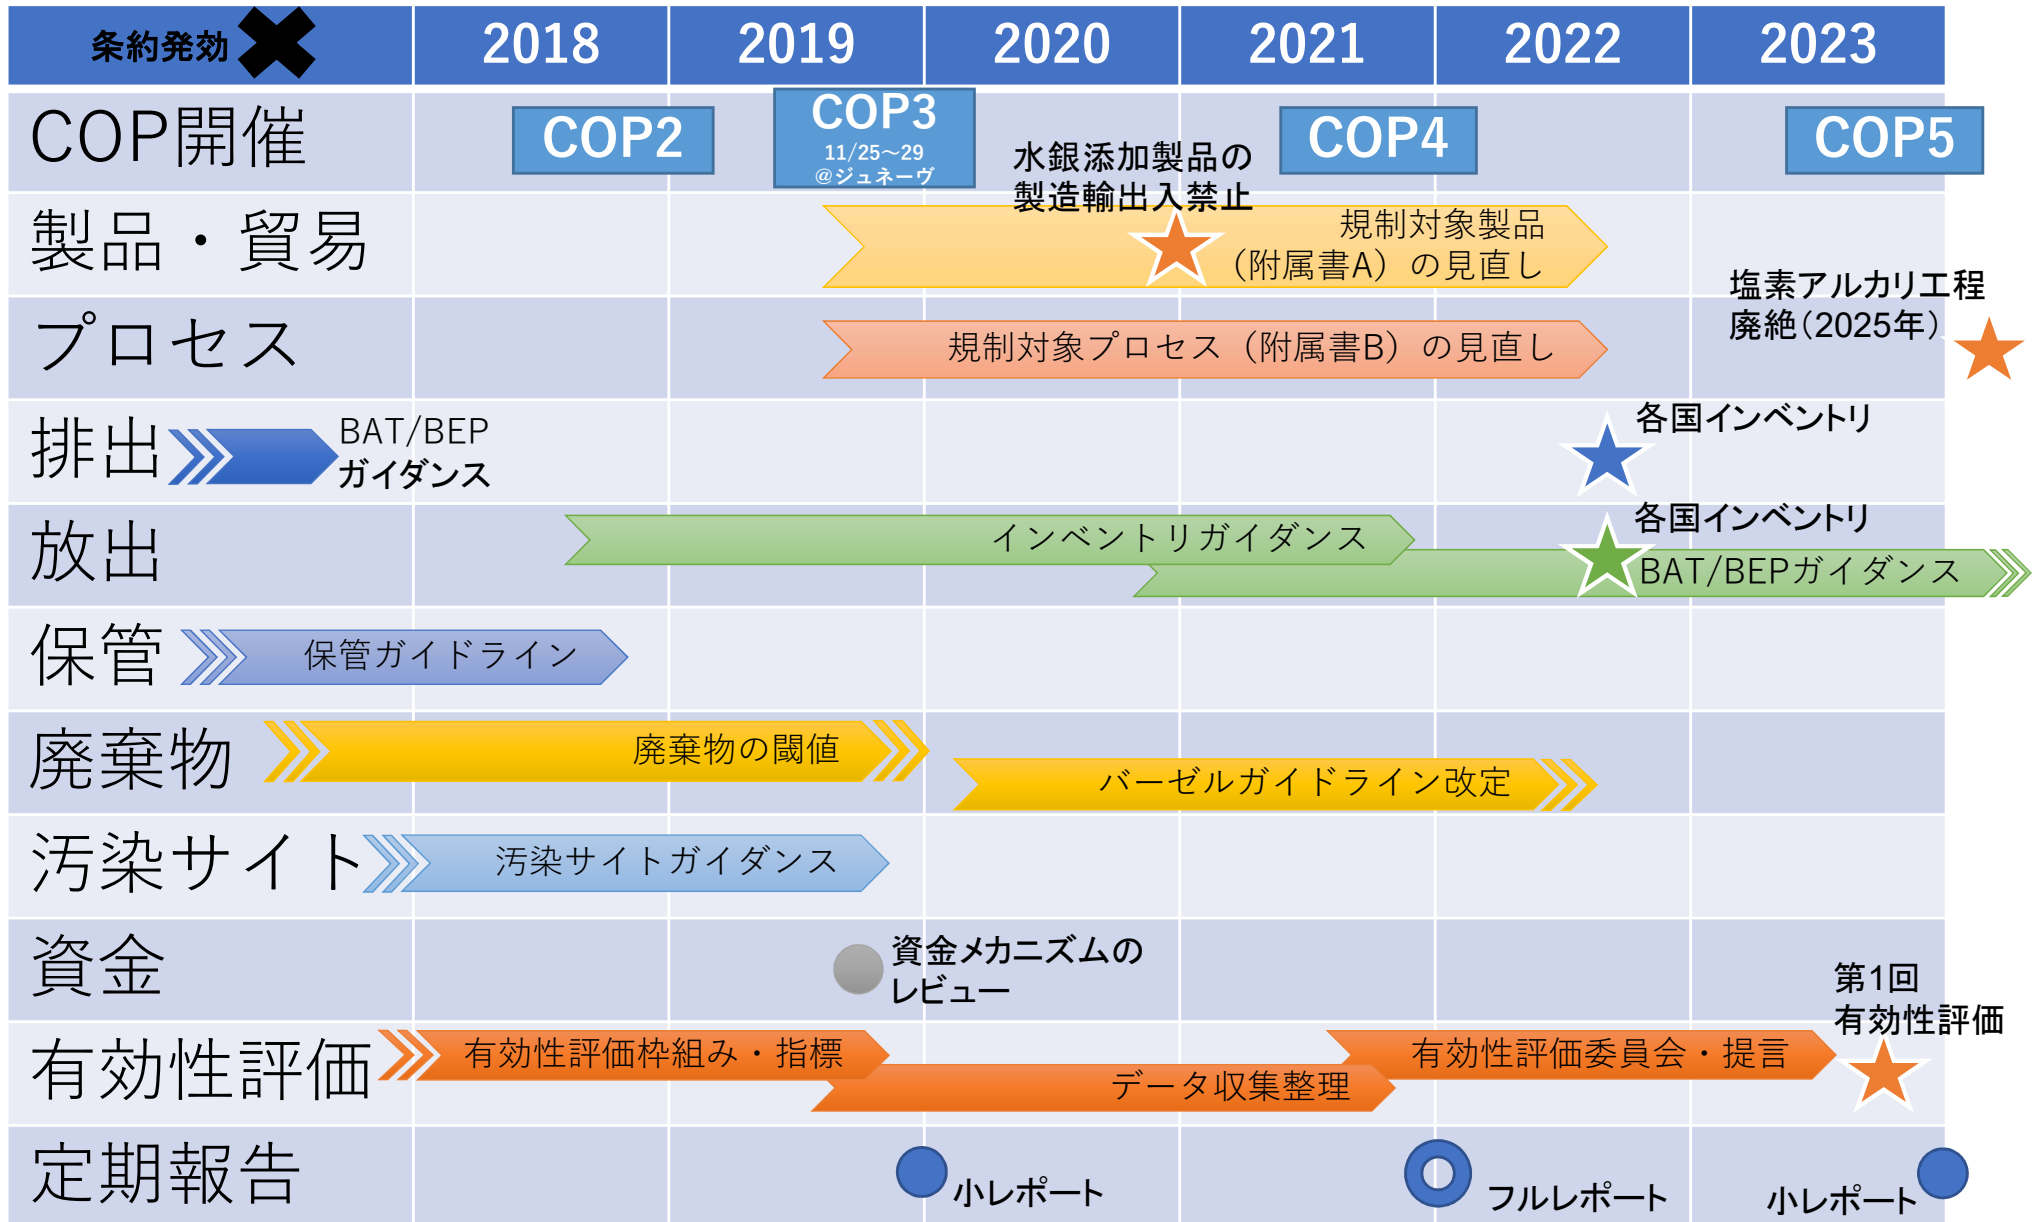 条約発効
2018
2019
2020
2021
2022
2023
COP開催
COP2
COP3
11/25～29
@ジュネーヴ
COP4
COP5
水銀添加製品の
製造輸出入禁止
製品・貿易
規制対象製品
（附属書A）の見直し
塩素アルカリ工程
廃絶（2025年）
プロセス
規制対象プロセス（附属書B）の見直し
排出
BAT/BEP
ガイダンス
各国インベントリ
放出
インベントリガイダンス
各国インベントリ
BAT/BEPガイダンス
保管
保管ガイドライン
廃棄物
廃棄物の閾値
バーゼルガイドライン改定
汚染サイト
汚染サイトガイダンス
資金
資金メカニズムの
レビュー
第1回
有効性評価
有効性評価
有効性評価枠組み・指標
データ収集整理
有効性評価委員会・提言
定期報告
小レポート
フルレポート
小レポート